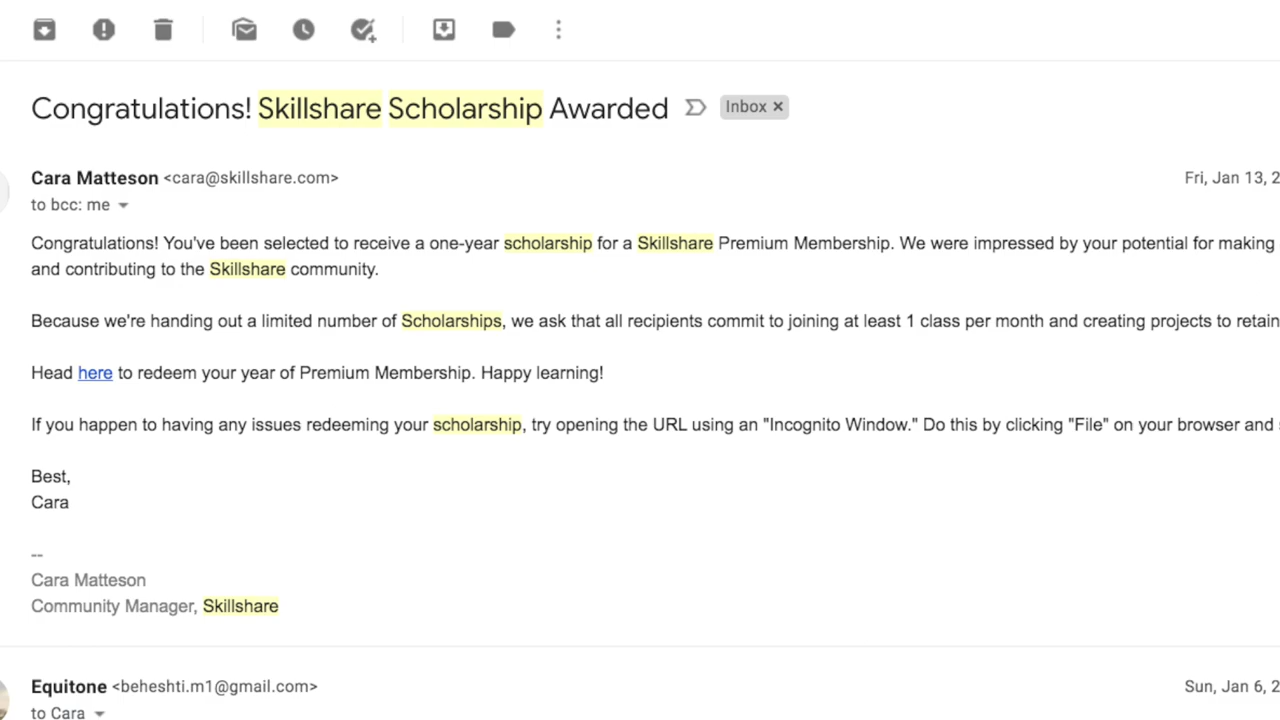 Congratulations! Skillshare Scholarship Awarded Inbox ×
Cara Matteson <cara@skillshare.com> Fri, Jan 13, 2
to bcc: me
Congratulations! You've been selected to receive a one-year scholarship for a Skillshare Premium Membership. We were impressed by your potential for making
and contributing to the Skillshare community.
Because we're handing out a limited number of Scholarships, we ask that all recipients commit to joining at least 1 class per month and creating projects to retain
Head here to redeem your year of Premium Membership. Happy learning!
If you happen to having any issues redeeming your scholarship, try opening the URL using an "Incognito Window." Do this by clicking "File" on your browser and
Best,
Cara
--
Cara Matteson
Community Manager, Skillshare
Equitone <beheshti.m1@gmail.com> Sun, Jan 6, 2
to Cara